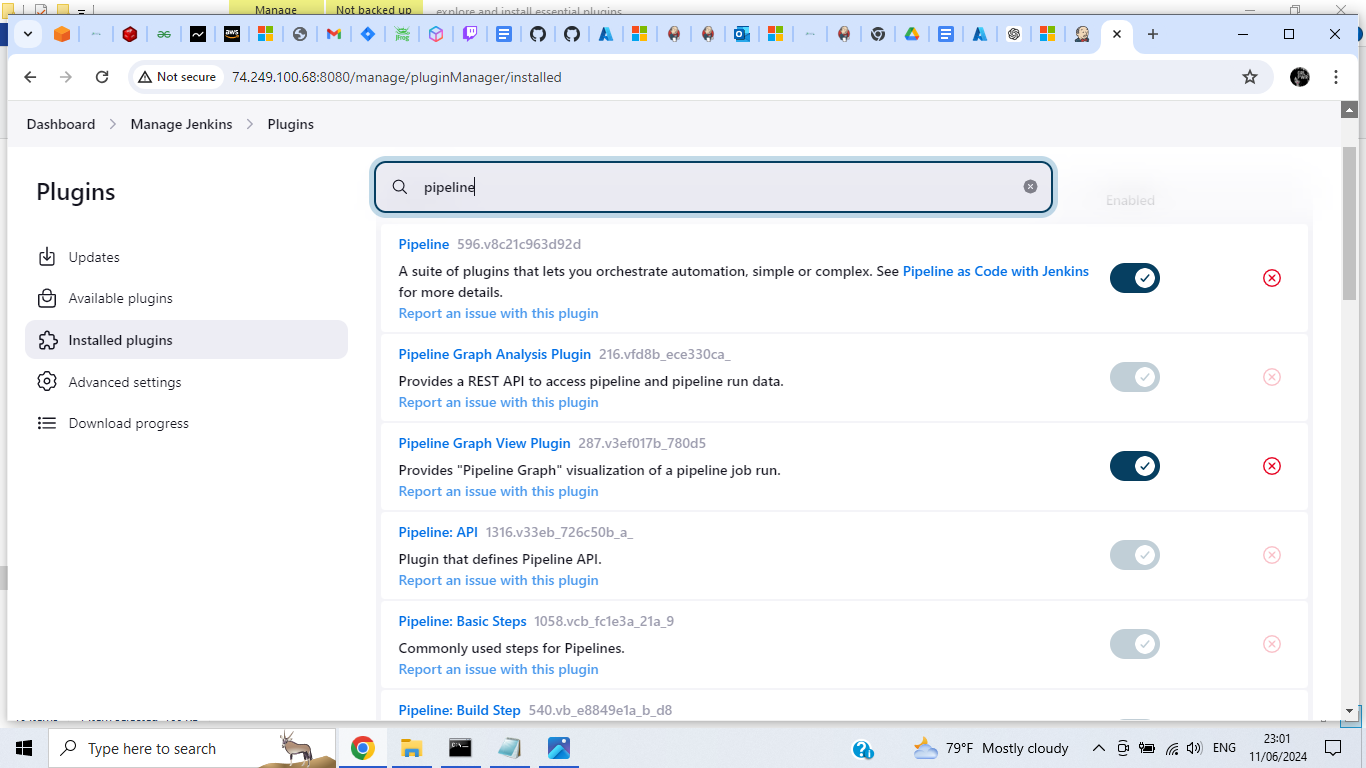 Manage
Not backed up
explore and install essential plugins
Not secure
74.249.100.68:8080/manage/pluginManager/installed
Dashboard
Manage Jenkins
Plugins
Plugins
Updates
Available plugins
Installed plugins
Advanced settings
Download progress
pipeline
Enabled
Pipeline 596.v8c21c963d92d
A suite of plugins that lets you orchestrate automation, simple or complex. See Pipeline as Code with Jenkins
for more details.
Report an issue with this plugin
Pipeline Graph Analysis Plugin 216.vfd8b_ece330ca_
Provides a REST API to access pipeline and pipeline run data.
Report an issue with this plugin
Pipeline Graph View Plugin 287.v3ef017b_780d5
Provides "Pipeline Graph" visualization of a pipeline job run.
Report an issue with this plugin
Pipeline: API 1316.v33eb_726c50b_a_
Plugin that defines Pipeline API.
Report an issue with this plugin
Pipeline: Basic Steps 1058.vcb_fc1e3a_21a_9
Commonly used steps for Pipelines.
Report an issue with this plugin
Pipeline: Build Step 540.vb_e8849e1a_b_d8
Type here to search
79°F Mostly cloudy
ENG
23:01
11/06/2024